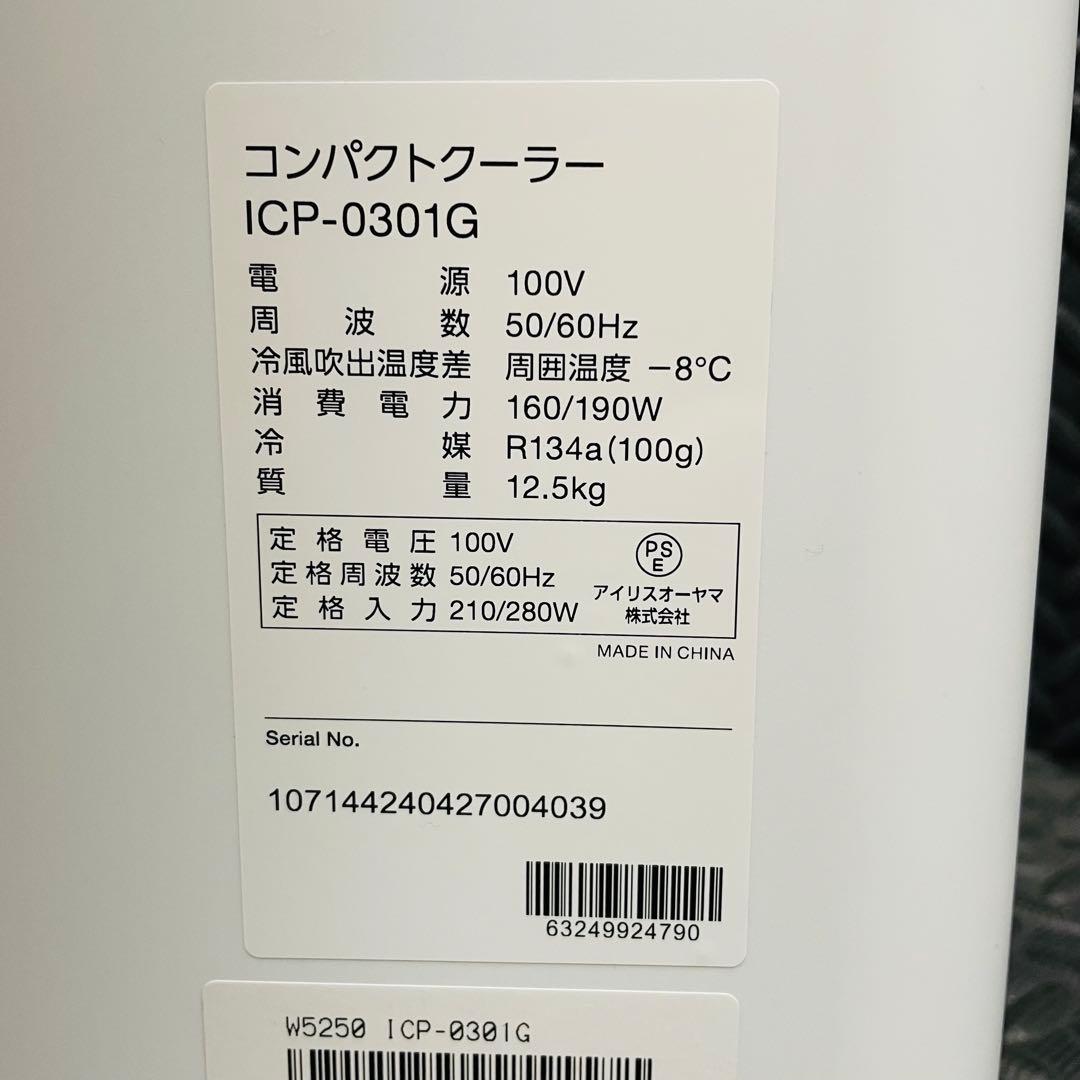 コンパクトクーラー
ICP-0301G
電源 100V
周波数 50/60Hz
冷風吹出温度差 周囲温度 −8℃
消費電力 160/190W
冷媒 R134a(100g)
質量 12.5kg
定格電圧 100V
定格周波数 50/60Hz
定格入力 210/280W
PSE
アイリスオーヤマ
株式会社
MADE IN CHINA
Serial No.
107144240427004039
63249924790
W5250 ICP-0301G